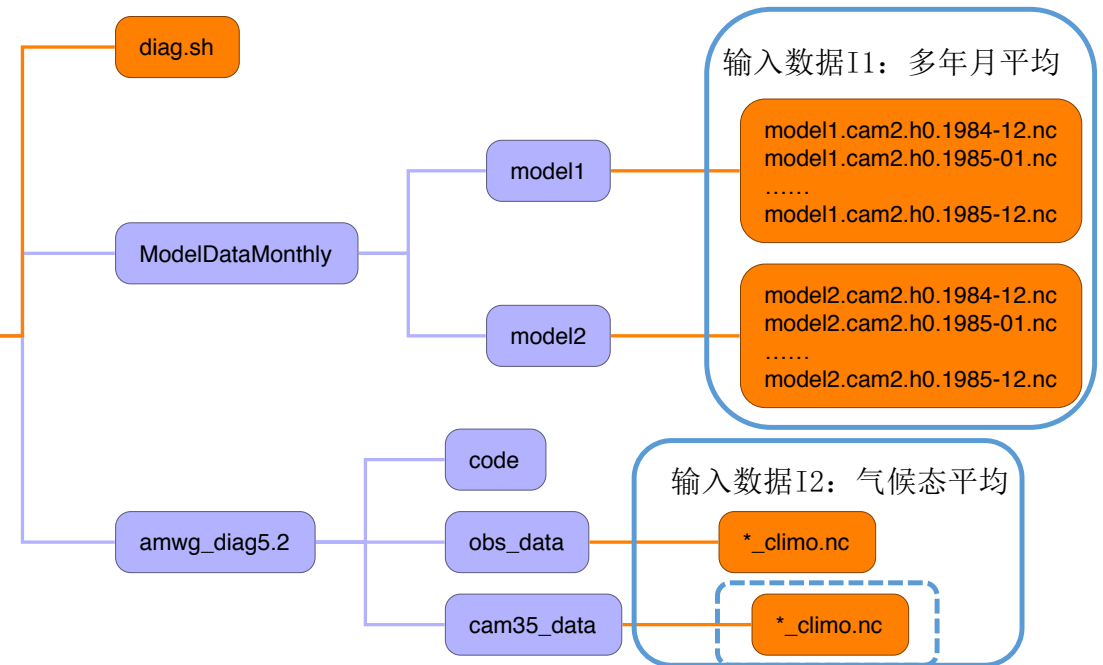 diag.sh
输入数据I1: 多年月平均
model1.cam2.h0.1984-12.nc
model1.cam2.h0.1985-01.nc
……
model1.cam2.h0.1985-12.nc
model1
ModelDataMonthly
model2
model2.cam2.h0.1984-12.nc
model2.cam2.h0.1985-01.nc
……
model2.cam2.h0.1985-12.nc
code
输入数据I2: 气候态平均
amwg_diag5.2
obs_data
*_climo.nc
cam35_data
*_climo.nc